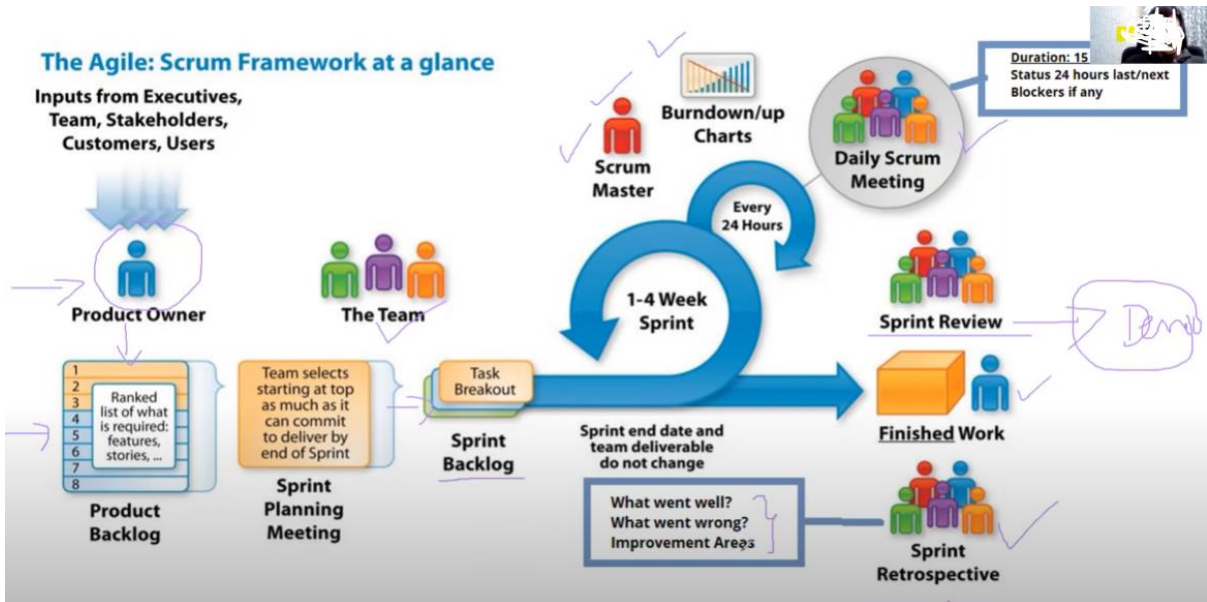 The Agile: Scrum Framework at a glance
Inputs from Executives,
Team, Stakeholders,
Customers, Users
Product Owner
The Team
1
2
3
4
5
6
7
8
Ranked
list of what
is required:
features,
stories, ...
Product
Backlog
Team selects
starting at top
as much as it
can commit
to deliver by
end of Sprint
Sprint
Planning
Meeting
Task
Breakout
Sprint
Backlog
Scrum
Master
Burndown/up
Charts
Every
24 Hours
1-4 Week
Sprint
Daily Scrum
Meeting
Duration: 15
Status 24 hours last/next
Blockers if any
Sprint Review
Demo
Finished Work
Sprint end date and
team deliverable
do not change
What went well?
What went wrong?
Improvement Areas
Sprint
Retrospective